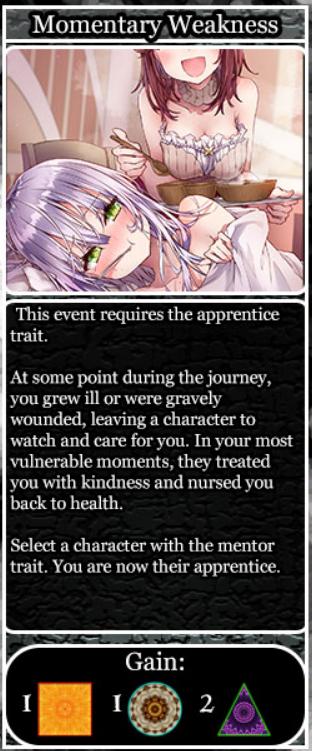 Momentary Weakness
This event requires the apprentice
trait.
At some point during the journey,
you grew ill or were gravely
wounded, leaving a character to
watch and care for you. In your most
vulnerable moments, they treated
you with kindness and nursed you
back to health.
Select a character with the mentor
trait. You are now their apprentice.
Gain:
1 1 2